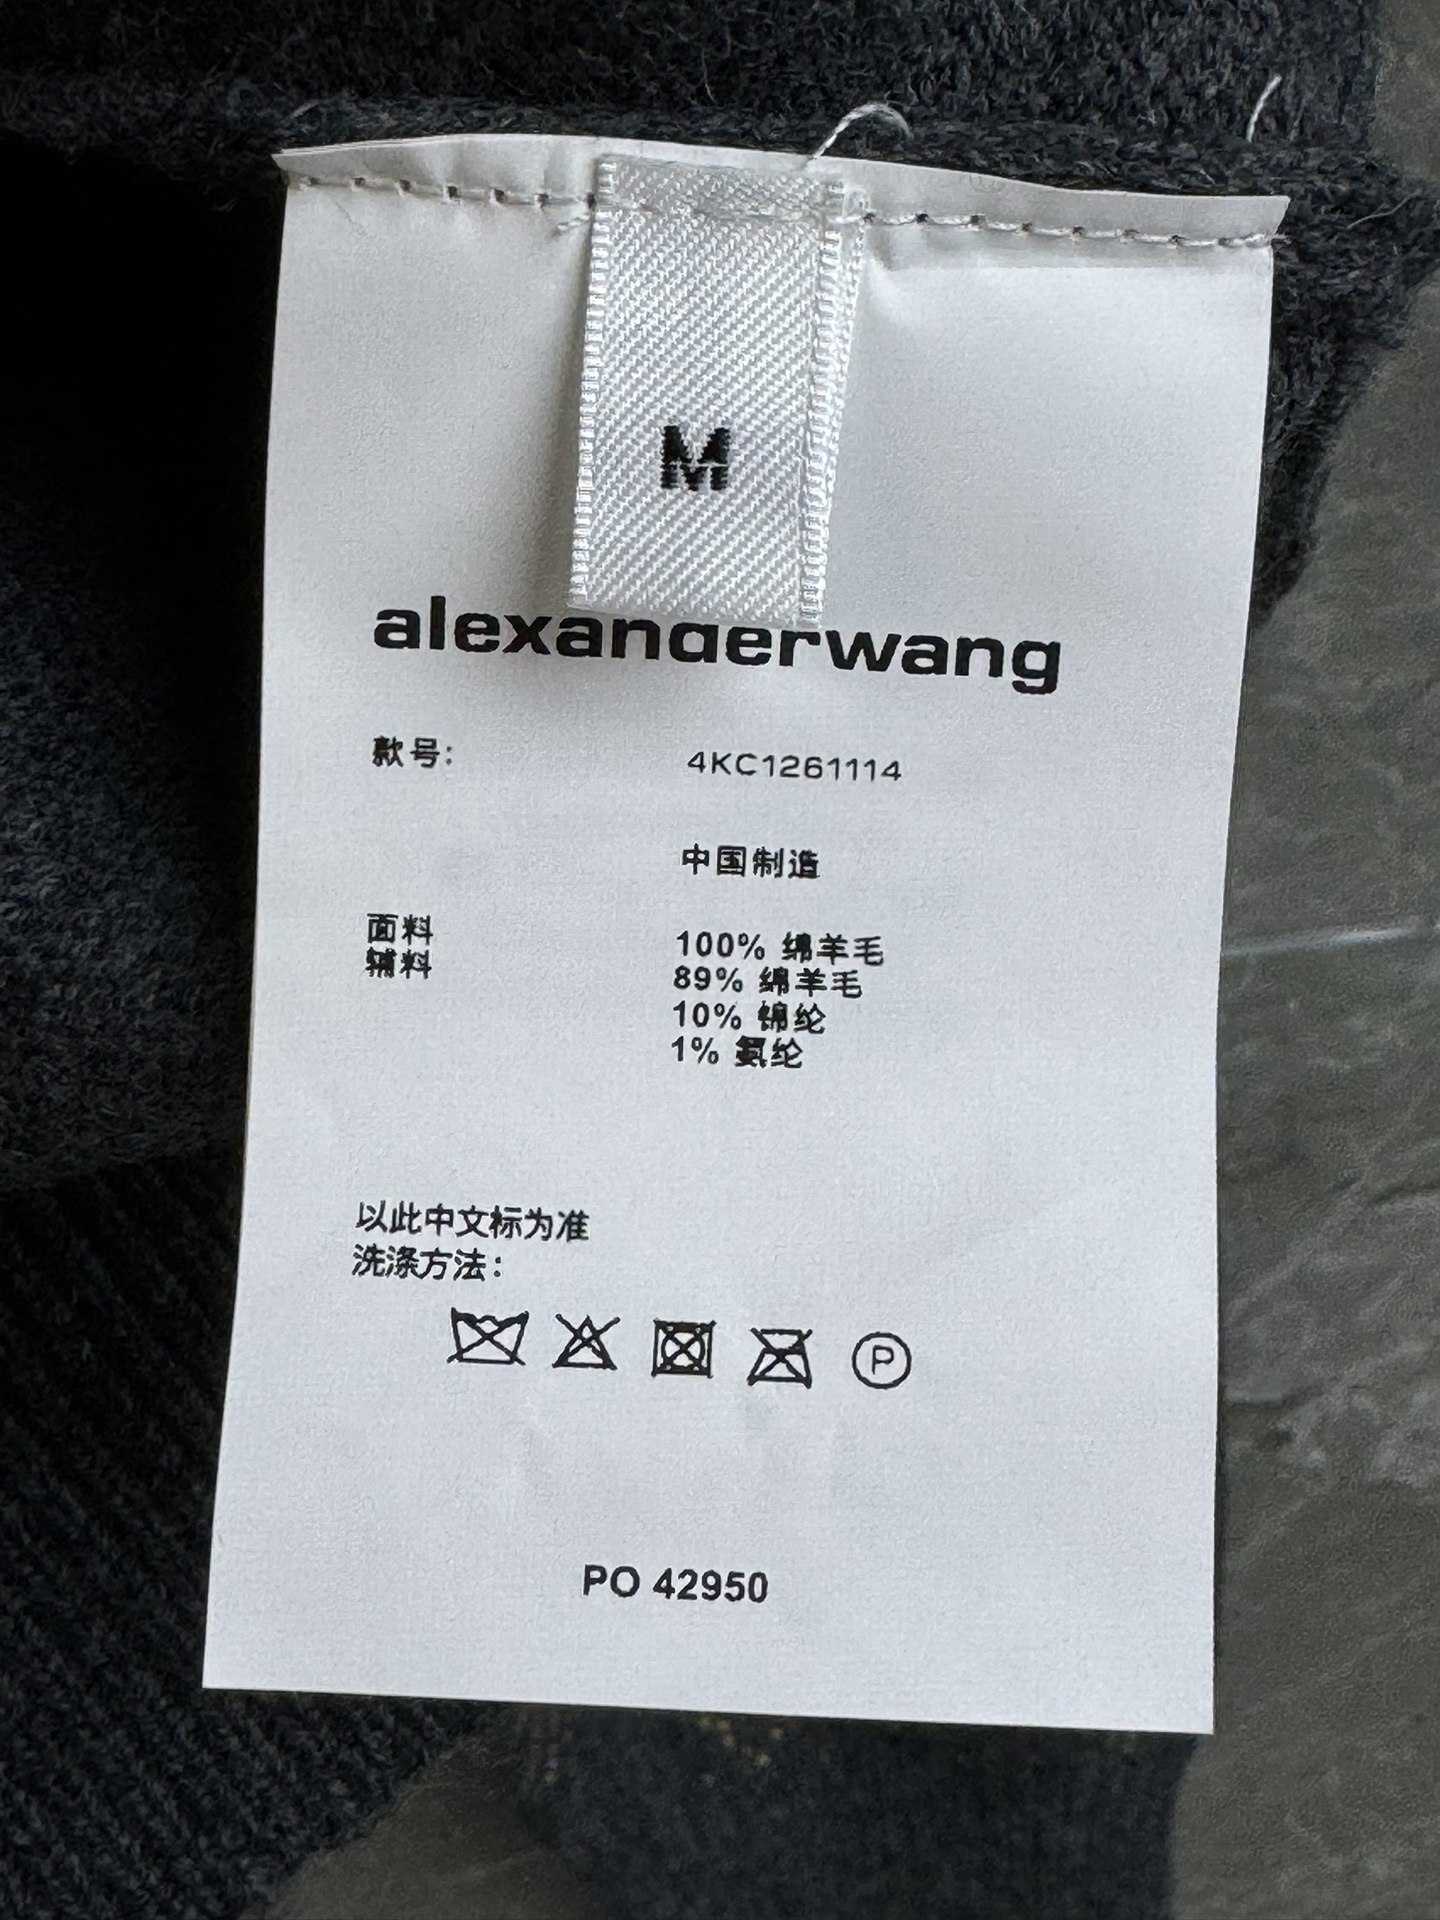 M
alexanderwang
款号: 4KC1261114
中国制造
面料 100% 绵羊毛
辅料 89% 绵羊毛
10% 锦纶
1% 氨纶
以此中文标为准
洗涤方法:
P
PO 42950